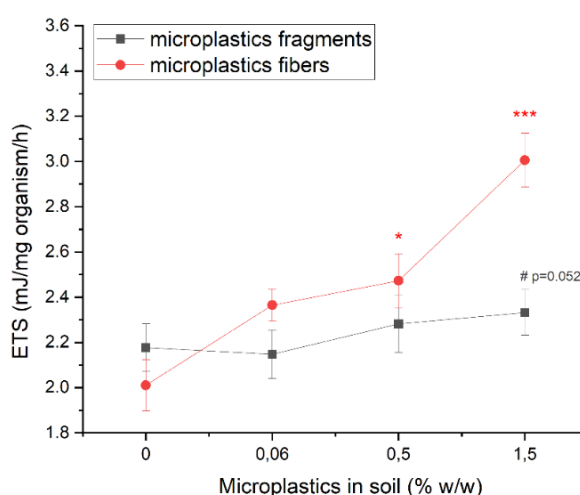 microplastics fragments
microplastics fibers
3.6
3.4
3.2
3.0
2.8
2.6
2.4
2.2
2.0
1.8
ETS (mJ/mg organism/h)
***
*
# p=0.052
0 0,06 0,5 1,5
Microplastics in soil (% w/w)